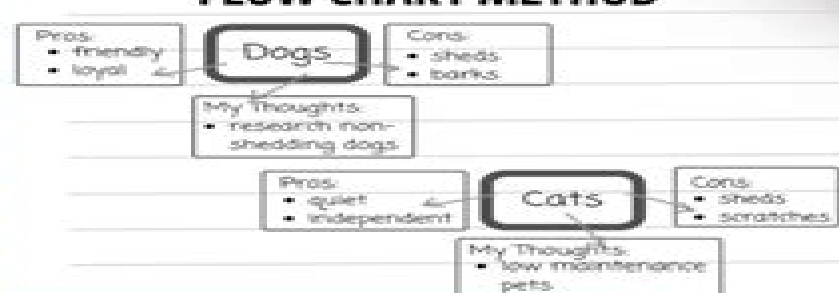 FLOW CHART METHOD
Pros:
• friendly
• loyal
Dogs
Cons:
• sheds
• barks
My Thoughts:
• research non-
shedding dogs
Pros:
• quiet
• independent
Cats
Cons:
• sheds
• scratches
My Thoughts:
• low maintenance
pets